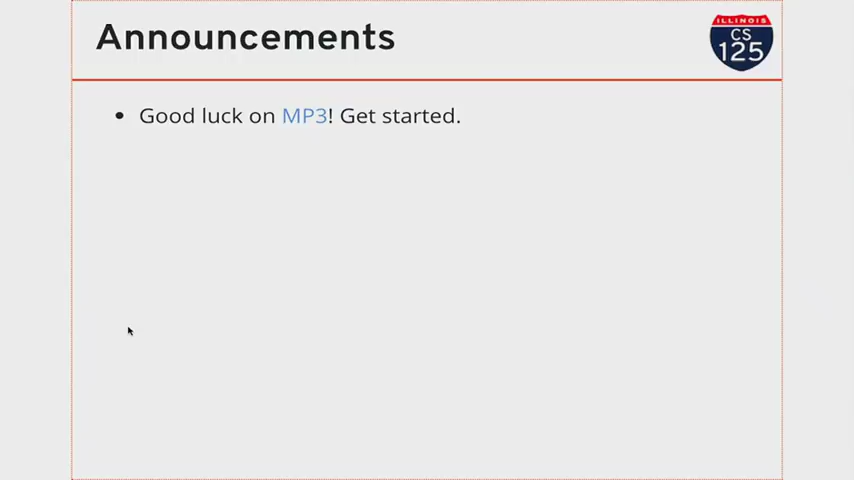 Announcements
ILLINOIS
CS
125
Good luck on MP3! Get started.